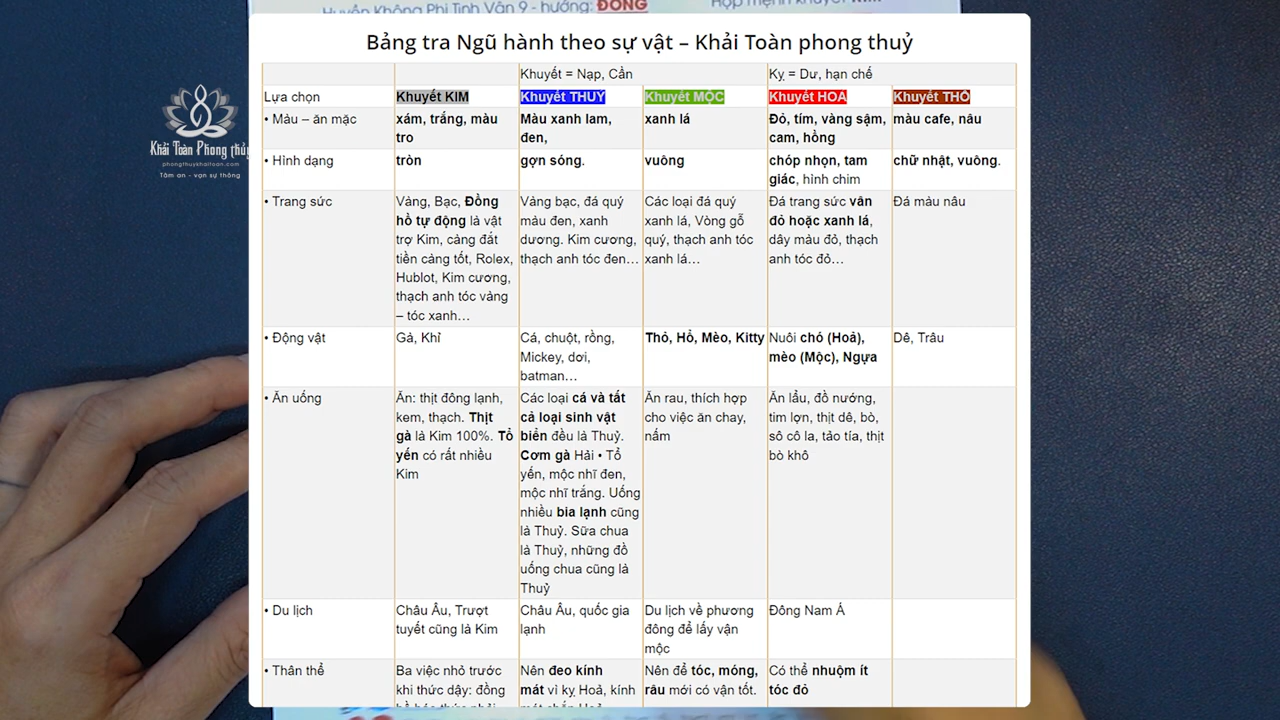 Huyền Không Phi Tinh Vận 9 - hướng: ĐÔNG
Hợp mệnh khuyết
Bảng tra Ngũ hành theo sự vật – Khải Toàn phong thuỷ
Khuyết = Nạp, Cần
Kỵ = Dư, hạn chế
Lựa chọn
Khuyết KIM
Khuyết THUỶ
Khuyết MỘC
Khuyết HOẢ
Khuyết THỔ
• Màu – ăn mặc
xám, trắng, màu
tro
Màu xanh lam,
đen,
xanh lá
Đỏ, tím, vàng sậm,
cam, hồng
màu cafe, nâu
• Hình dạng
tròn
gợn sóng.
vuông
chóp nhọn, tam
giác, hình chim
chữ nhật, vuông.
• Trang sức
Vàng, Bạc, Đồng
hồ tự động là vật
trợ Kim, càng đắt
tiền càng tốt, Rolex,
Hublot, Kim cương,
thạch anh tóc vàng
– tóc xanh…
Vàng bạc, đá quý
màu đen, xanh
dương. Kim cương,
thạch anh tóc đen…
Các loại đá quý
xanh lá, Vòng gỗ
quý, thạch anh tóc
xanh lá…
Đá trang sức vân
đỏ hoặc xanh lá,
dây màu đỏ, thạch
anh tóc đỏ…
Đá màu nâu
• Động vật
Gà, Khỉ
Cá, chuột, rồng,
Mickey, dơi,
batman…
Thỏ, Hổ, Mèo, Kitty
Nuôi chó (Hoả),
mèo (Mộc), Ngựa
Dê, Trâu
• Ăn uống
Ăn: thịt đông lạnh,
kem, thạch. Thịt
gà là Kim 100%. Tổ
yến có rất nhiều
Kim
Các loại cá và tất
cả loại sinh vật
biển đều là Thuỷ.
Cơm gà Hải • Tổ
yến, mộc nhĩ đen,
mộc nhĩ trắng. Uống
nhiều bia lạnh cũng
là Thuỷ. Sữa chua
là Thuỷ, những đồ
uống chua cũng là
Thuỷ
Ăn rau, thích hợp
cho việc ăn chay,
nấm
Ăn lẩu, đồ nướng,
tim lợn, thịt dê, bò,
sô cô la, tảo tía, thịt
bò khô
• Du lịch
Châu Âu, Trượt
tuyết cũng là Kim
Châu Âu, quốc gia
lạnh
Du lịch về phương
đông để lấy vận
mộc
Đông Nam Á
• Thân thể
Ba việc nhỏ trước
khi thức dậy: đồng
Nên đeo kính
mát vì kỵ Hoả, kính
Nên để tóc, móng,
râu mới có vận tốt.
Có thể nhuộm ít
tóc đỏ
Khải Toàn Phong thủy
phongthuykhaitoan.com
Tâm an - vạn sự thông